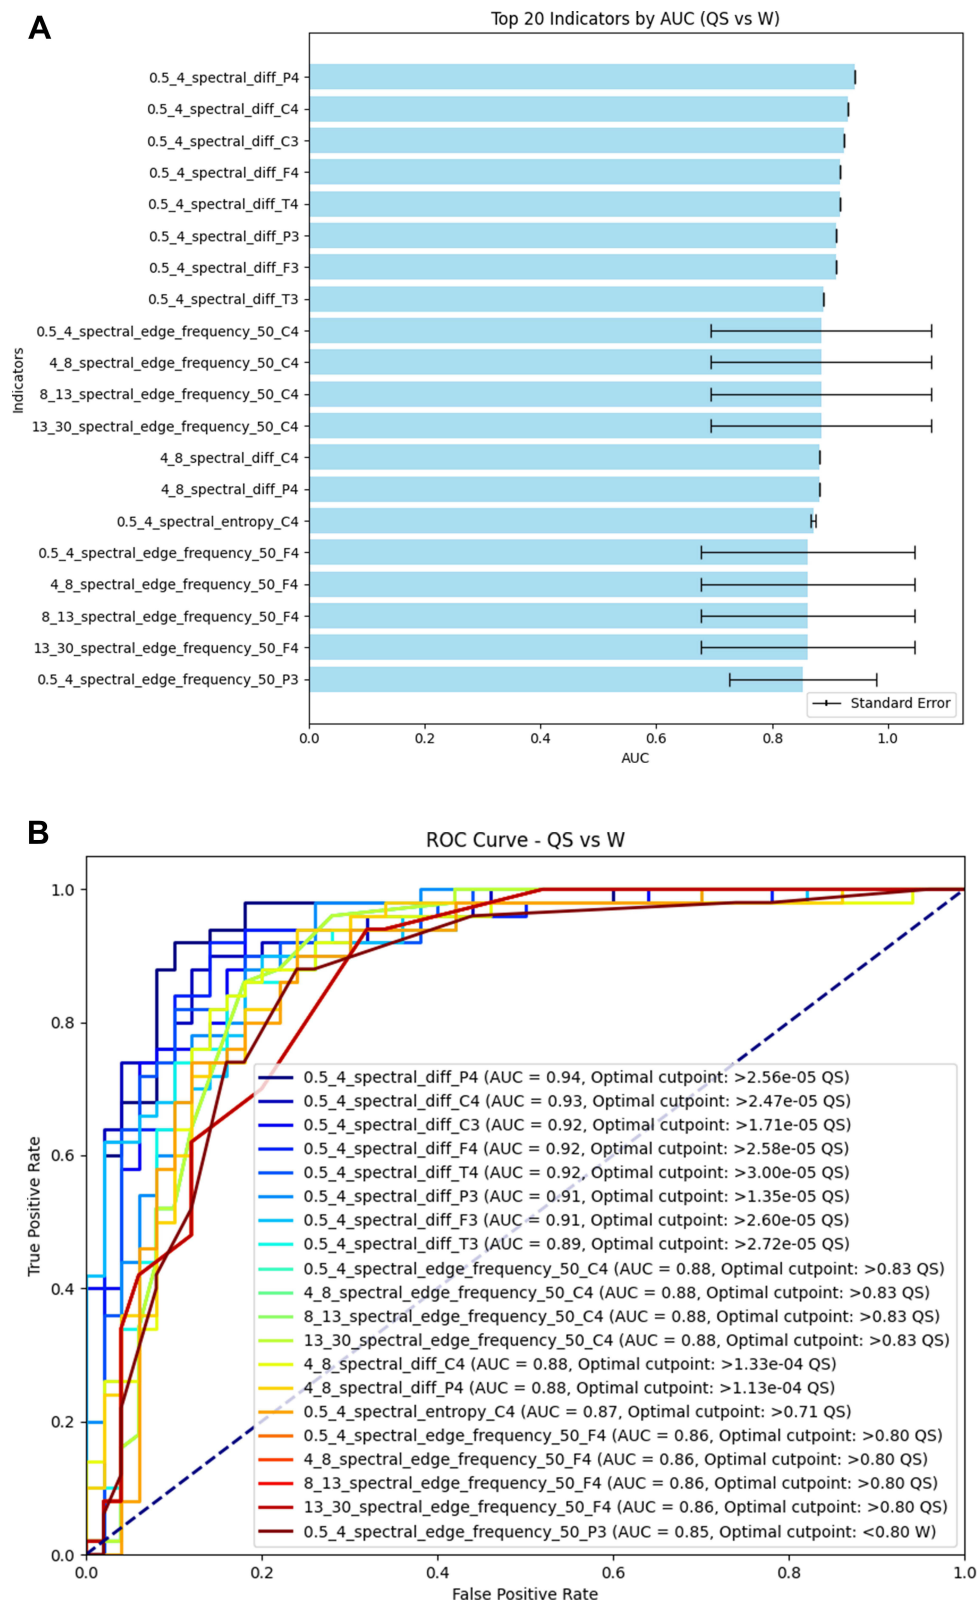 A
Top 20 Indicators by AUC (QS vs W)
Indicators
0.5_4_spectral_diff_P4
0.5_4_spectral_diff_C4
0.5_4_spectral_diff_C3
0.5_4_spectral_diff_F4
0.5_4_spectral_diff_T4
0.5_4_spectral_diff_P3
0.5_4_spectral_diff_F3
0.5_4_spectral_diff_T3
0.5_4_spectral_edge_frequency_50_C4
4_8_spectral_edge_frequency_50_C4
8_13_spectral_edge_frequency_50_C4
13_30_spectral_edge_frequency_50_C4
4_8_spectral_diff_C4
4_8_spectral_diff_P4
0.5_4_spectral_entropy_C4
0.5_4_spectral_edge_frequency_50_F4
4_8_spectral_edge_frequency_50_F4
8_13_spectral_edge_frequency_50_F4
13_30_spectral_edge_frequency_50_F4
0.5_4_spectral_edge_frequency_50_P3
Standard Error
0.0 0.2 0.4 0.6 0.8 1.0
AUC
B
ROC Curve - QS vs W
True Positive Rate
1.0
0.8
0.6
0.4
0.2
0.0
0.5_4_spectral_diff_P4 (AUC = 0.94, Optimal cutpoint: >2.56e-05 QS)
0.5_4_spectral_diff_C4 (AUC = 0.93, Optimal cutpoint: >2.47e-05 QS)
0.5_4_spectral_diff_C3 (AUC = 0.92, Optimal cutpoint: >1.71e-05 QS)
0.5_4_spectral_diff_F4 (AUC = 0.92, Optimal cutpoint: >2.58e-05 QS)
0.5_4_spectral_diff_T4 (AUC = 0.92, Optimal cutpoint: >3.00e-05 QS)
0.5_4_spectral_diff_P3 (AUC = 0.91, Optimal cutpoint: >1.35e-05 QS)
0.5_4_spectral_diff_F3 (AUC = 0.91, Optimal cutpoint: >2.60e-05 QS)
0.5_4_spectral_diff_T3 (AUC = 0.89, Optimal cutpoint: >2.72e-05 QS)
0.5_4_spectral_edge_frequency_50_C4 (AUC = 0.88, Optimal cutpoint: >0.83 QS)
4_8_spectral_edge_frequency_50_C4 (AUC = 0.88, Optimal cutpoint: >0.83 QS)
8_13_spectral_edge_frequency_50_C4 (AUC = 0.88, Optimal cutpoint: >0.83 QS)
13_30_spectral_edge_frequency_50_C4 (AUC = 0.88, Optimal cutpoint: >0.83 QS)
4_8_spectral_diff_C4 (AUC = 0.88, Optimal cutpoint: >1.33e-04 QS)
4_8_spectral_diff_P4 (AUC = 0.88, Optimal cutpoint: >1.13e-04 QS)
0.5_4_spectral_entropy_C4 (AUC = 0.87, Optimal cutpoint: >0.71 QS)
0.5_4_spectral_edge_frequency_50_F4 (AUC = 0.86, Optimal cutpoint: >0.80 QS)
4_8_spectral_edge_frequency_50_F4 (AUC = 0.86, Optimal cutpoint: >0.80 QS)
8_13_spectral_edge_frequency_50_F4 (AUC = 0.86, Optimal cutpoint: >0.80 QS)
13_30_spectral_edge_frequency_50_F4 (AUC = 0.86, Optimal cutpoint: >0.80 QS)
0.5_4_spectral_edge_frequency_50_P3 (AUC = 0.85, Optimal cutpoint: <0.80 W)
0.0 0.2 0.4 0.6 0.8 1.0
False Positive Rate